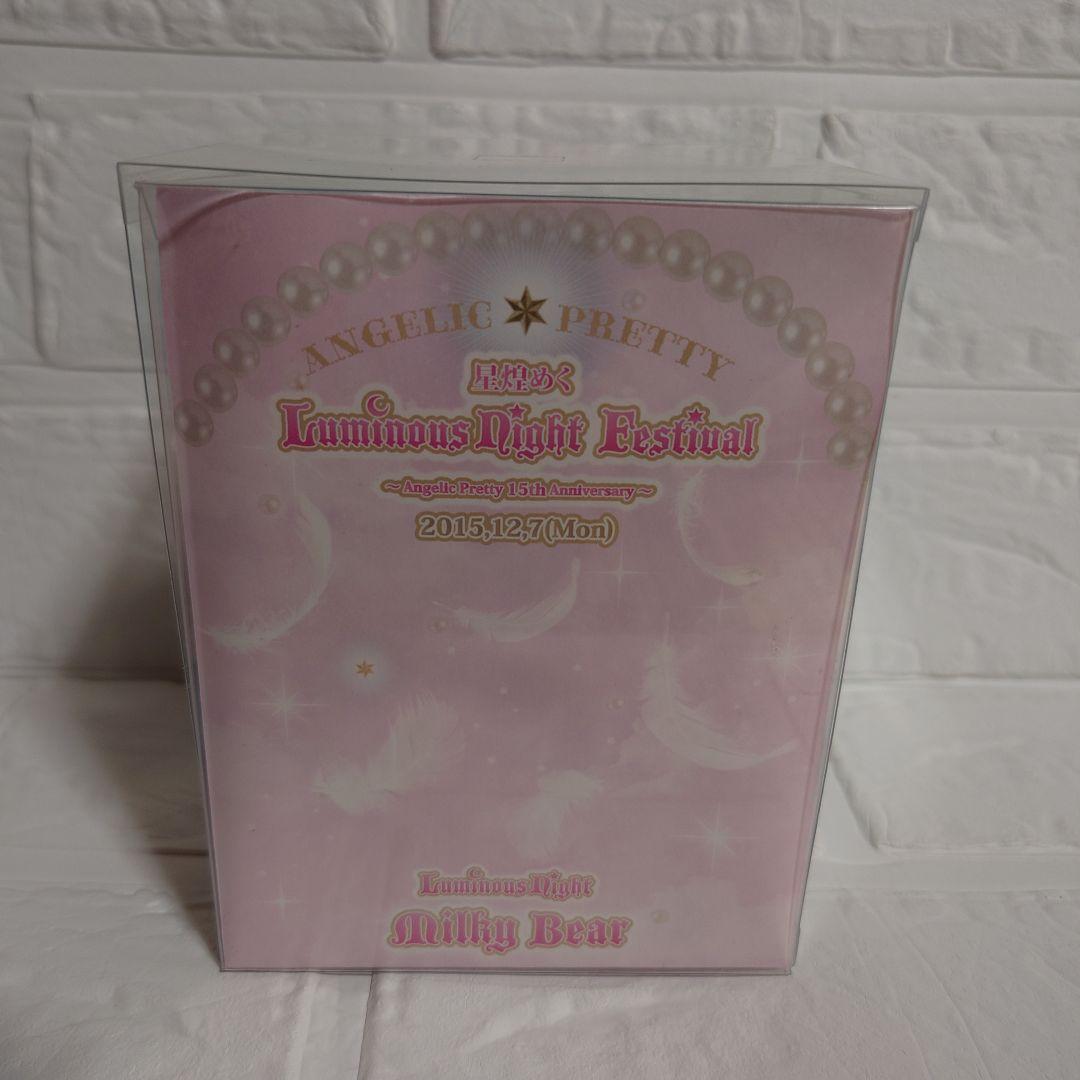 ANGELIC PRETTY
星煌めく
Luminous Night Festival
～Angelic Pretty 15th Anniversary～
2015,12,7(Mon)
Luminous Night
Milky Bear